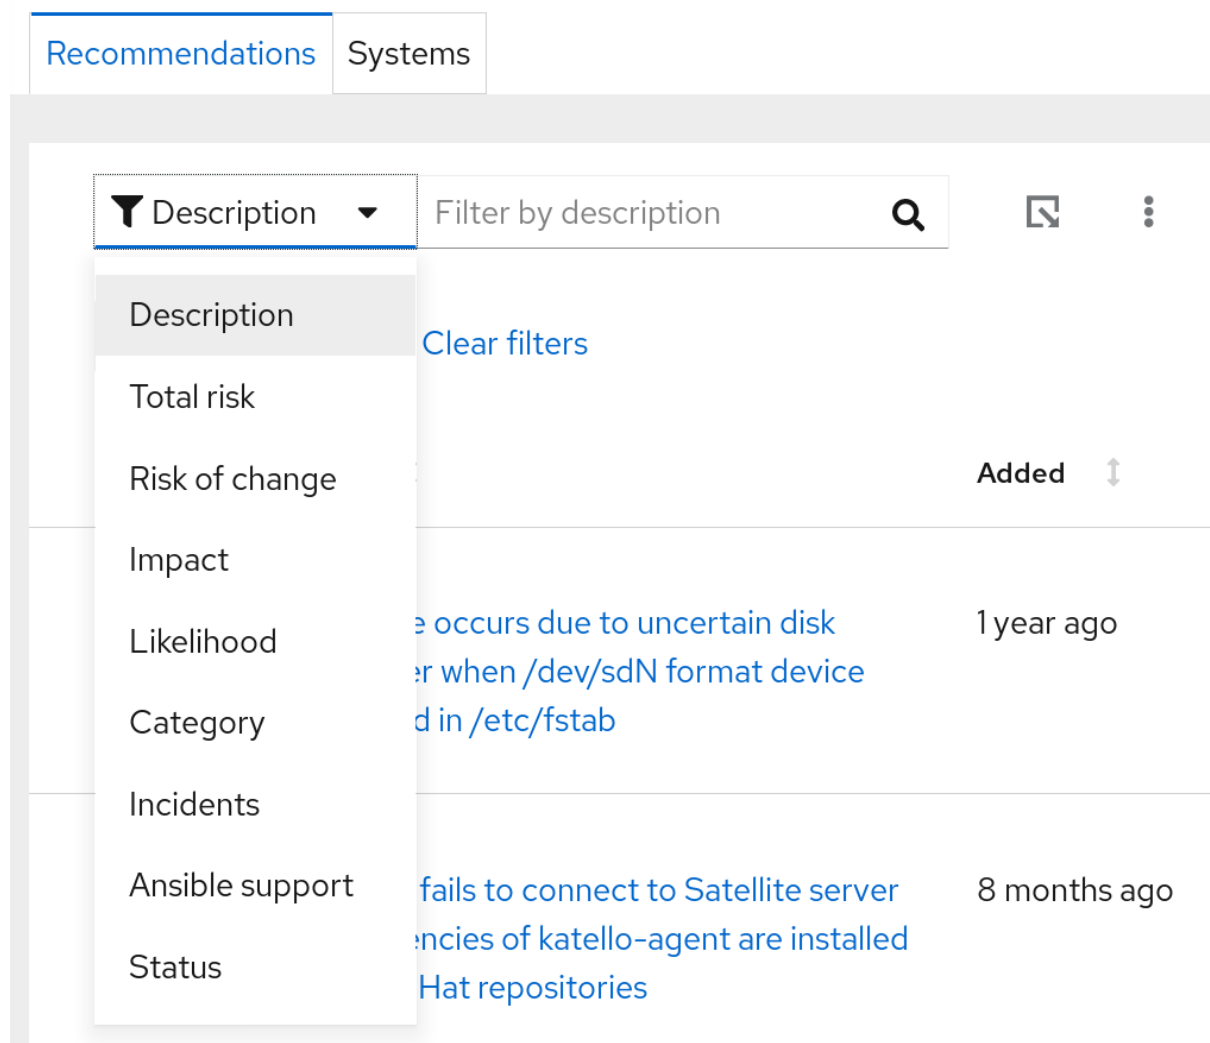 Recommendations Systems
Description Filter by description
Description
Clear filters
Total risk
Risk of change
Added
Impact
Likelihood
Category
Incidents
Ansible support
Status
occurs due to uncertain disk
when /dev/sdN format device
in /etc/fstab
1 year ago
fails to connect to Satellite server
of katello-agent are installed
Hat repositories
8 months ago